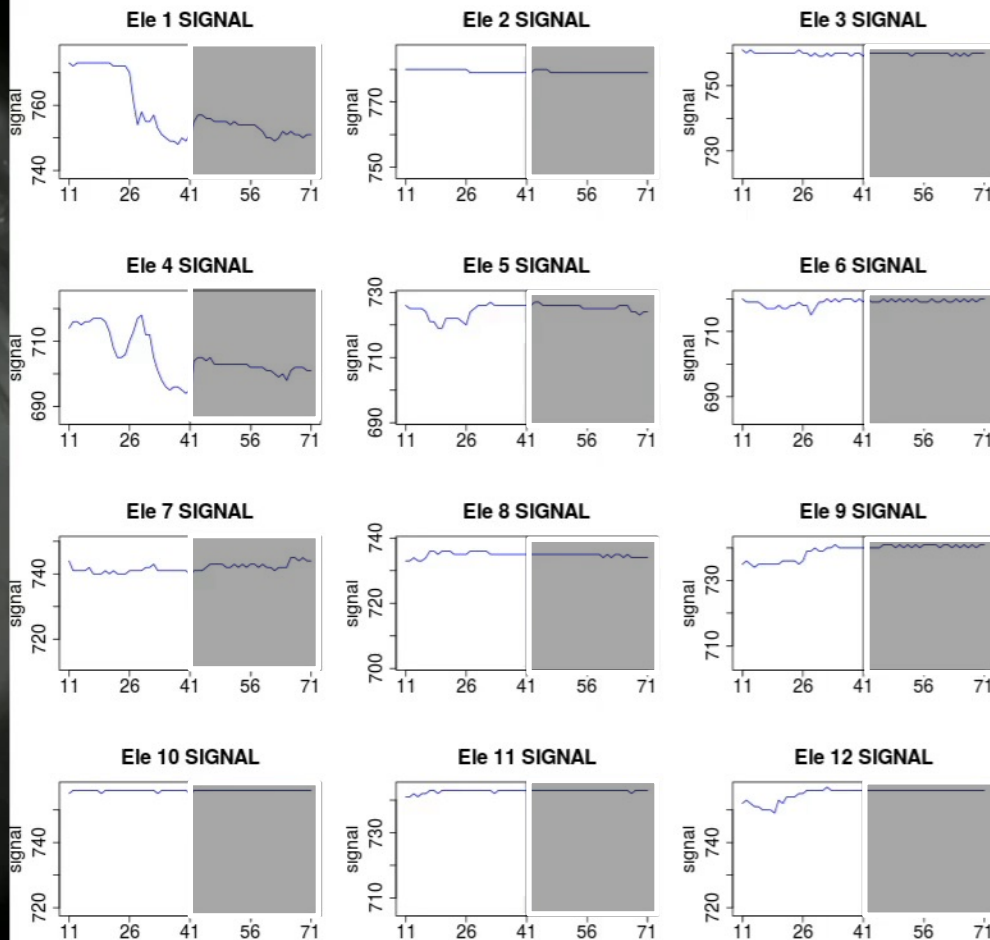 Ele 1 SIGNAL
Ele 2 SIGNAL
Ele 3 SIGNAL
signal
740 760
11 26 41 56 71
signal
750 770
11 26 41 56 71
signal
730 750
11 26 41 56 71
Ele 4 SIGNAL
Ele 5 SIGNAL
Ele 6 SIGNAL
signal
690 710
11 26 41 56 71
signal
690 710 730
11 26 41 56 71
signal
690 710
11 26 41 56 71
Ele 7 SIGNAL
Ele 8 SIGNAL
Ele 9 SIGNAL
signal
720 740
11 26 41 56 71
signal
700 720 740
11 26 41 56 71
signal
710 730
11 26 41 56 71
Ele 10 SIGNAL
Ele 11 SIGNAL
Ele 12 SIGNAL
signal
720 740
11 26 41 56 71
signal
710 730
11 26 41 56 71
signal
720 740
11 26 41 56 71